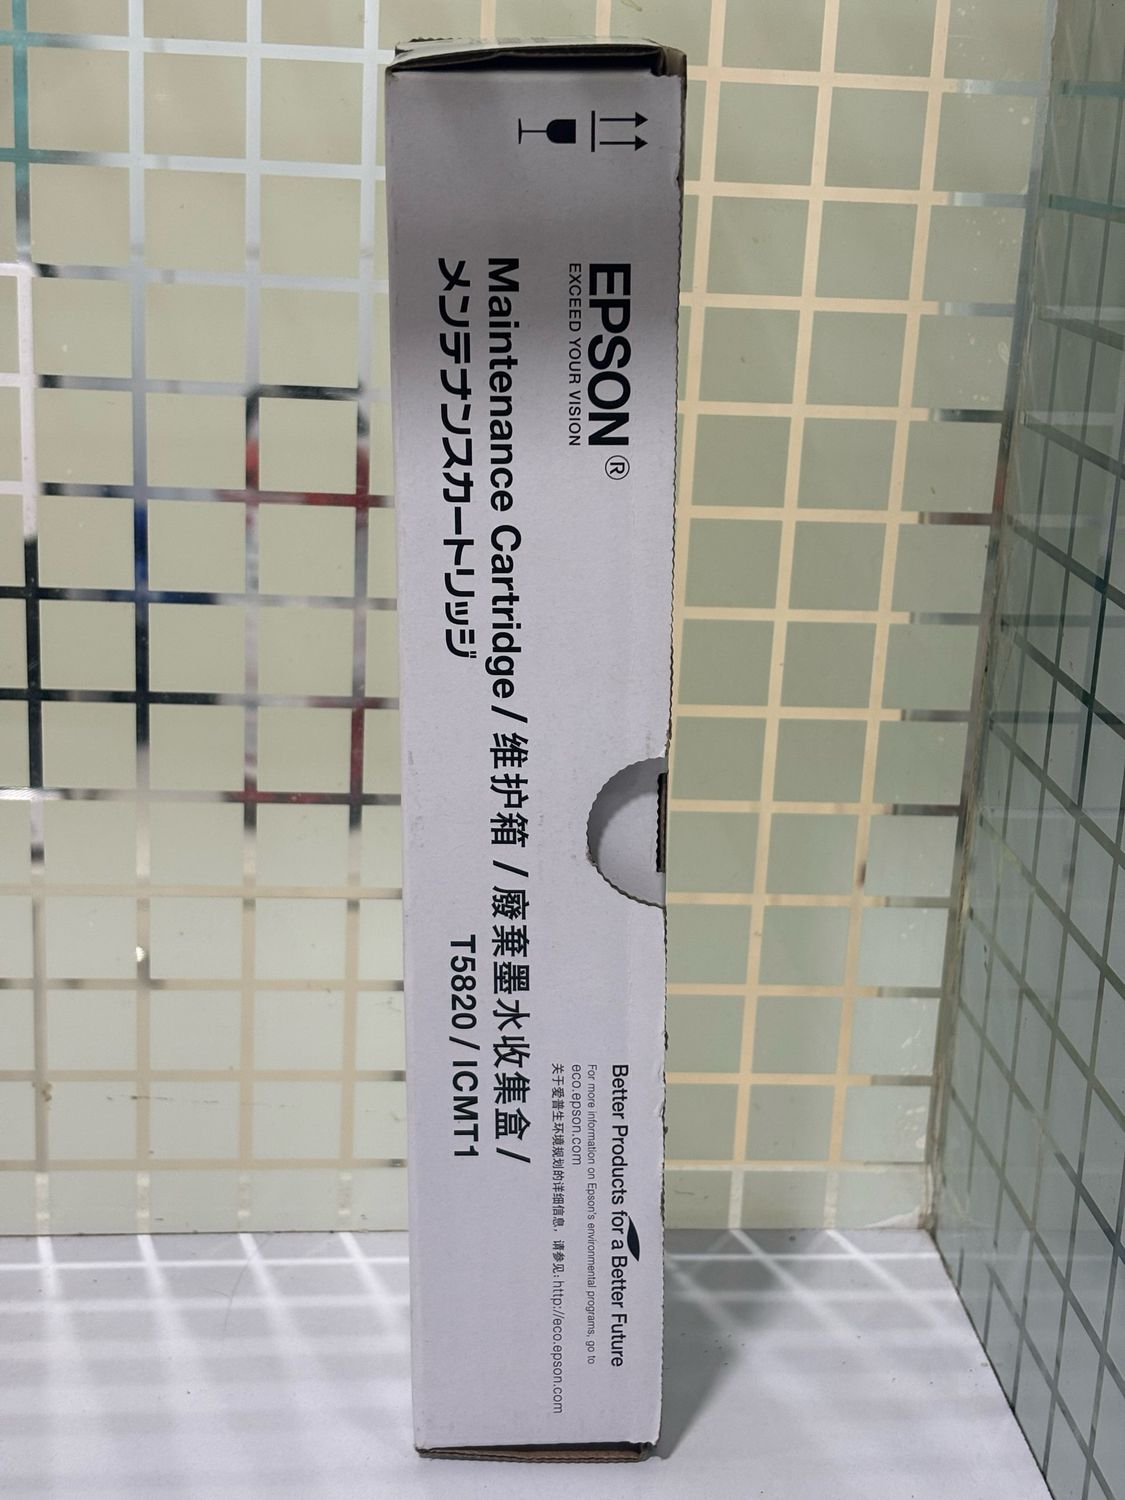 EPSON®
EXCEED YOUR VISION
Maintenance Cartridge / 维护箱 / 廢棄墨水收集盒 /
メンテナンスカートリッジ
T5820 / ICMT1
Better Products for a Better Future
For more information on Epson's environmental programs, go to
eco.epson.com
关于爱普生环境规划的详细信息，请参见: http://eco.epson.com